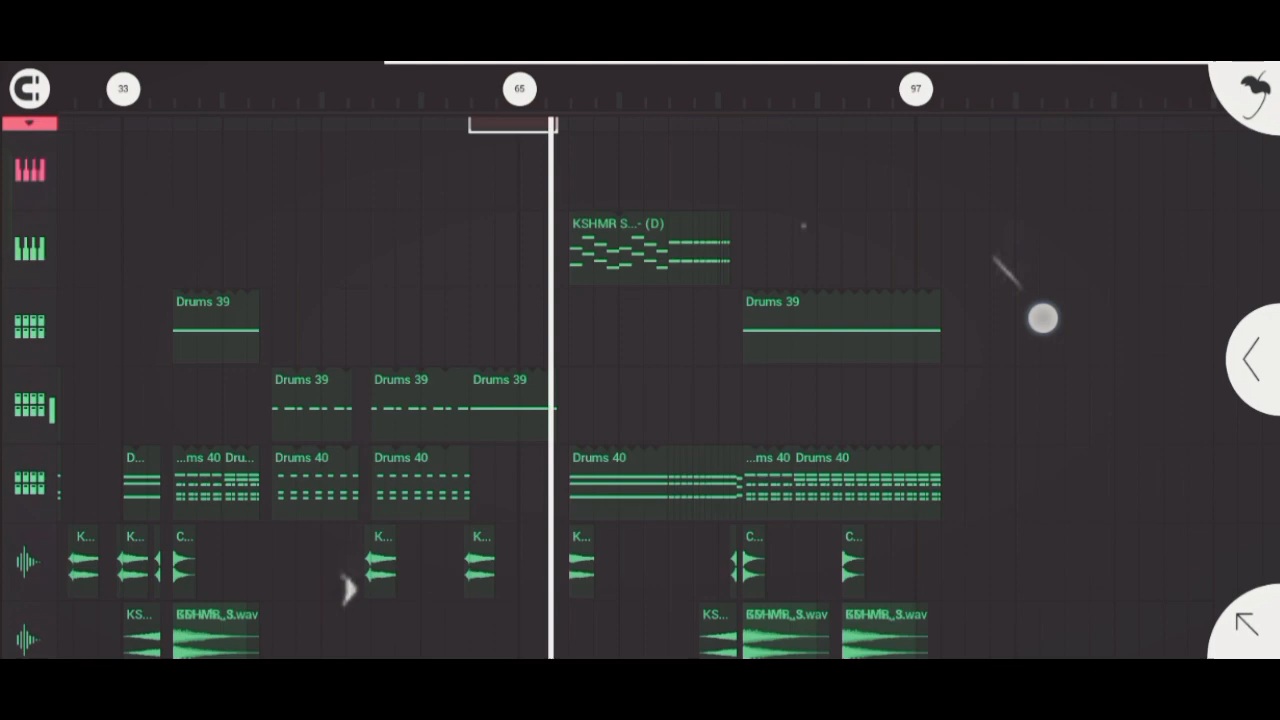 33 65 97
KSHMR S...- (D)
Drums 39 Drums 39
Drums 39 Drums 39 Drums 39
D... ...ms 40 Dru... Drums 40 Drums 40 Drums 40 ...ms 40 Drums 40
K... K... C... K... K... K... C... C...
KS... KS...